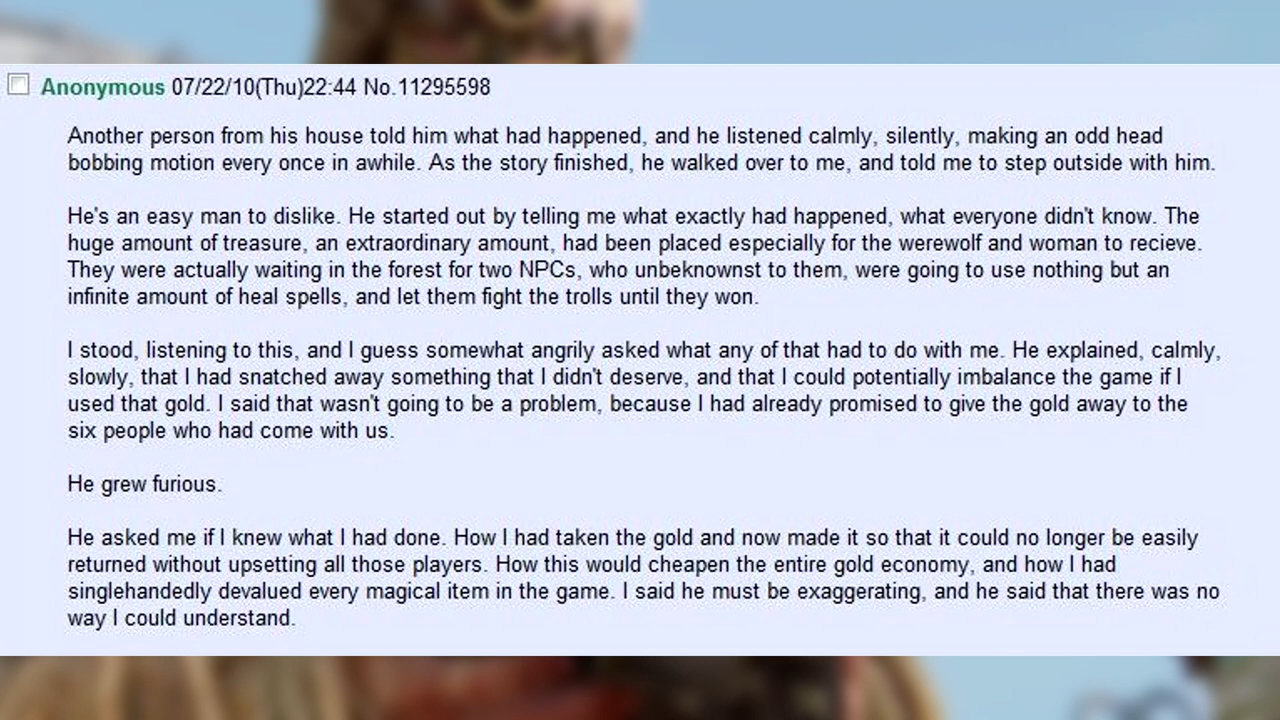 Anonymous 07/22/10(Thu)22:44 No.11295598
Another person from his house told him what had happened, and he listened calmly, silently, making an odd head
bobbing motion every once in awhile. As the story finished, he walked over to me, and told me to step outside with him.
He's an easy man to dislike. He started out by telling me what exactly had happened, what everyone didn't know. The
huge amount of treasure, an extraordinary amount, had been placed especially for the werewolf and woman to recieve.
They were actually waiting in the forest for two NPCs, who unbeknownst to them, were going to use nothing but an
infinite amount of heal spells, and let them fight the trolls until they won.
I stood, listening to this, and I guess somewhat angrily asked what any of that had to do with me. He explained, calmly,
slowly, that I had snatched away something that I didn't deserve, and that I could potentially imbalance the game if I
used that gold. I said that wasn't going to be a problem, because I had already promised to give the gold away to the
six people who had come with us.
He grew furious.
He asked me if I knew what I had done. How I had taken the gold and now made it so that it could no longer be easily
returned without upsetting all those players. How this would cheapen the entire gold economy, and how I had
singlehandedly devalued every magical item in the game. I said he must be exaggerating, and he said that there was no
way I could understand.